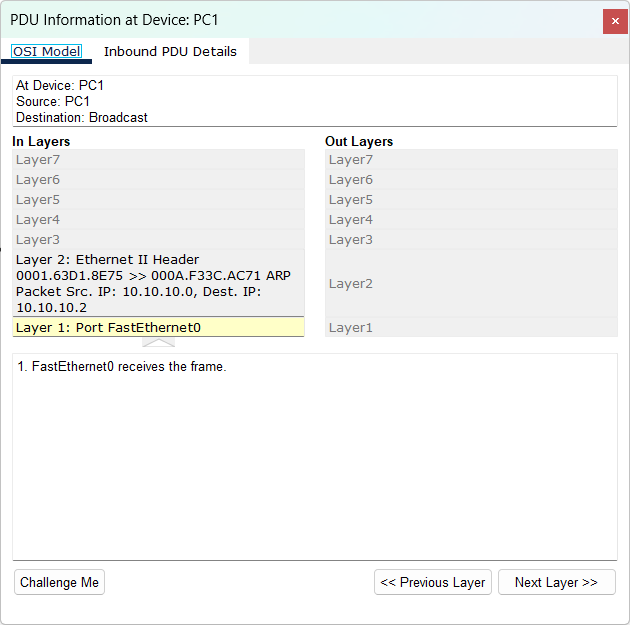 PDU Information at Device: PC1
OSI Model
Inbound PDU Details
At Device: PC1
Source: PC1
Destination: Broadcast
In Layers
Layer7
Layer6
Layer5
Layer4
Layer3
Layer 2: Ethernet II Header
0001.63D1.8E75 >> 000A.F33C.AC71 ARP
Packet Src. IP: 10.10.10.0, Dest. IP:
10.10.10.2
Layer 1: Port FastEthernet0
Out Layers
Layer7
Layer6
Layer5
Layer4
Layer3
Layer2
Layer1
1. FastEthernet0 receives the frame.
Challenge Me
<< Previous Layer
Next Layer >>